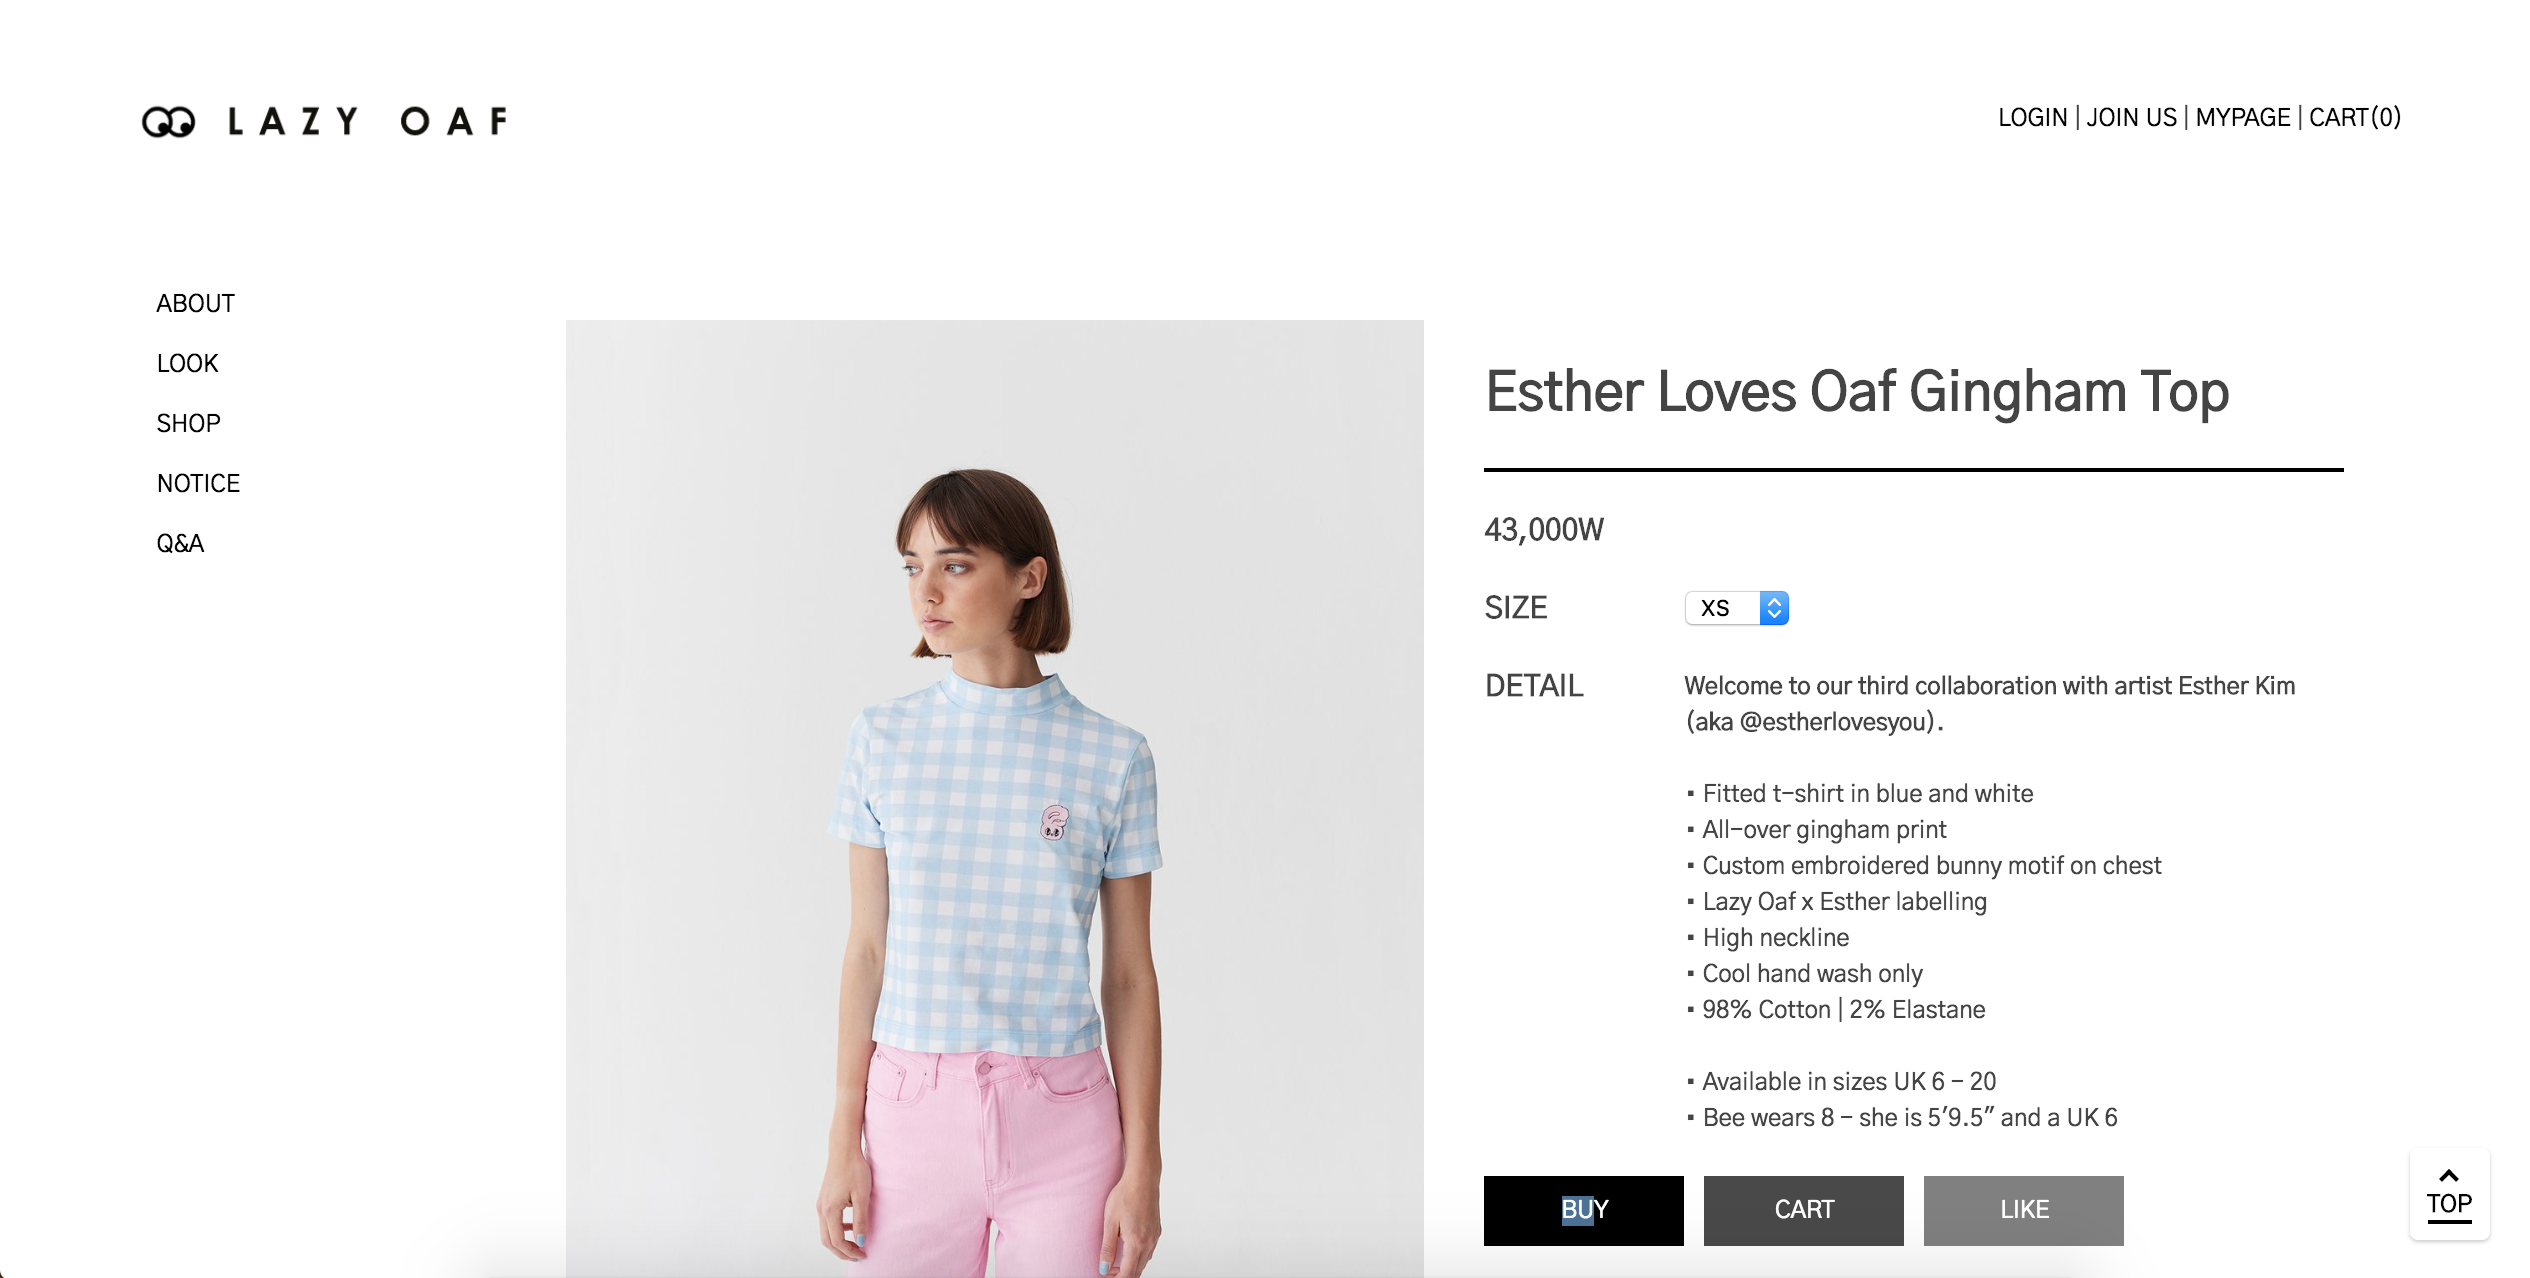 LAZY OAF
LOGIN | JOIN US | MYPAGE | CART(0)
ABOUT
LOOK
SHOP
NOTICE
Q&A
Esther Loves Oaf Gingham Top
43,000W
SIZE
XS
DETAIL
Welcome to our third collaboration with artist Esther Kim
(aka @estherlovesyou).
▪ Fitted t-shirt in blue and white
▪ All-over gingham print
▪ Custom embroidered bunny motif on chest
▪ Lazy Oaf x Esther labelling
▪ High neckline
▪ Cool hand wash only
▪ 98% Cotton | 2% Elastane
▪ Available in sizes UK 6 - 20
▪ Bee wears 8 - she is 5'9.5" and a UK 6
BUY
CART
LIKE
TOP